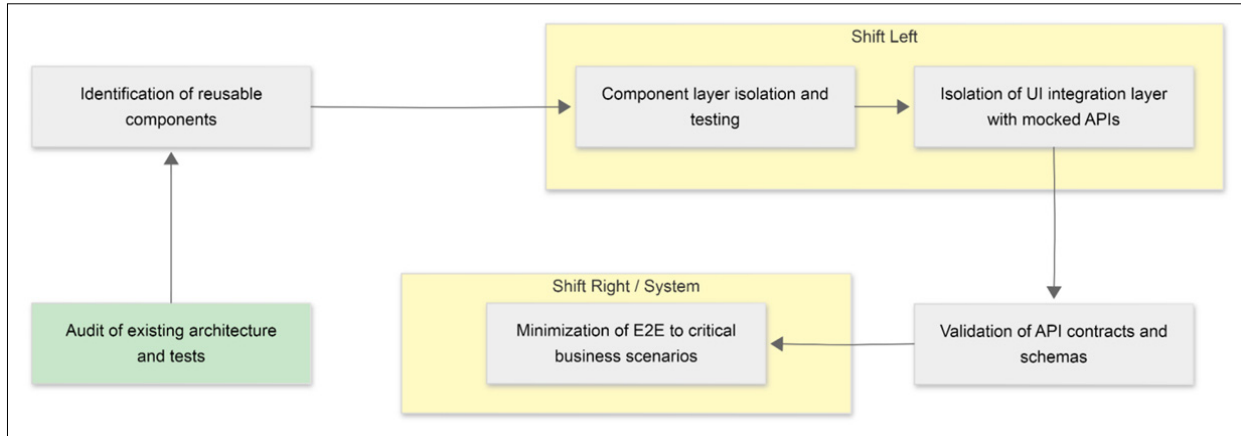 Shift Left
Identification of reusable
components
Component layer isolation and
testing
Isolation of UI integration layer
with mocked APIs
Shift Right / System
Audit of existing architecture
and tests
Minimization of E2E to critical
business scenarios
Validation of API contracts and
schemas